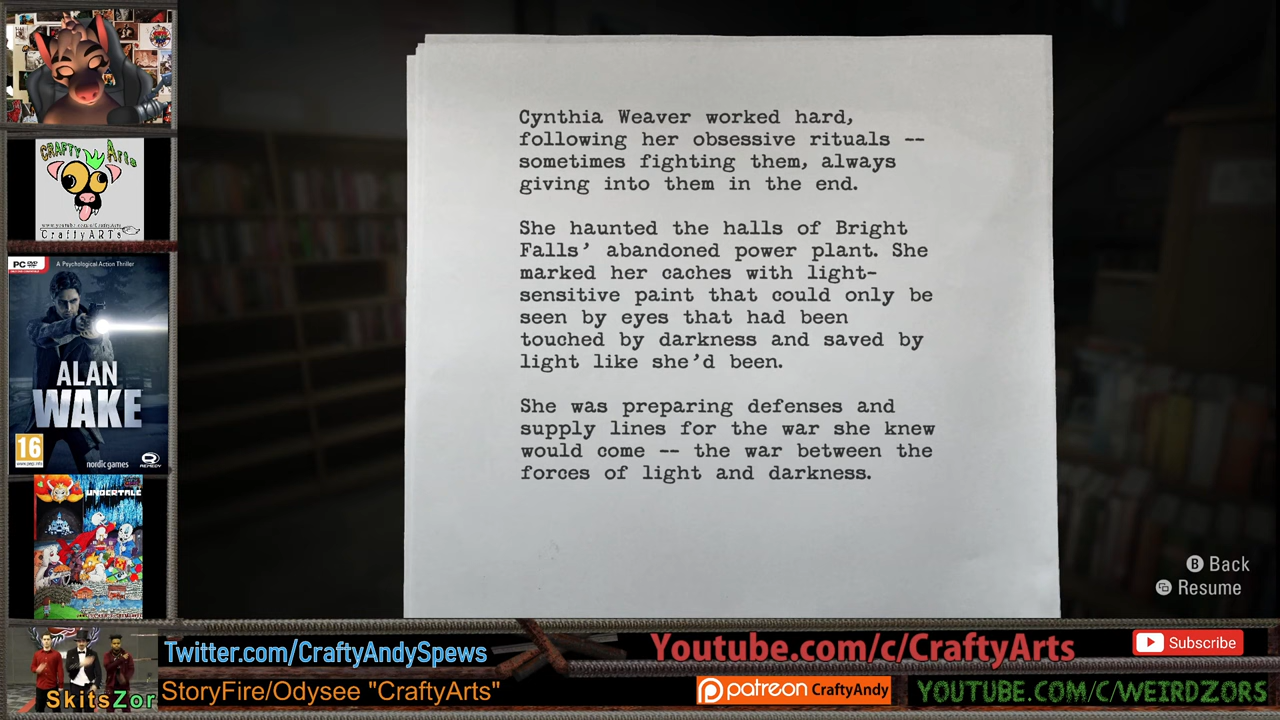 CRAFTY Arts
CraftyARTs
PC DVD
A Psychological Action Thriller
ALAN
WAKE
16
nordic games
REMEDY
UNDERTALE
Cynthia Weaver worked hard,
following her obsessive rituals --
sometimes fighting them, always
giving into them in the end.
She haunted the halls of Bright
Falls’ abandoned power plant. She
marked her caches with light-
sensitive paint that could only be
seen by eyes that had been
touched by darkness and saved by
light like she’d been.
She was preparing defenses and
supply lines for the war she knew
would come -- the war between the
forces of light and darkness.
B Back
Resume
SkitsZor
Twitter.com/CraftyAndySpews
StoryFire/Odysee "CraftyArts"
Youtube.com/c/CraftyArts
Subscribe
patreon CraftyAndy
YOUTUBE.COM/C/WEIRDZORS